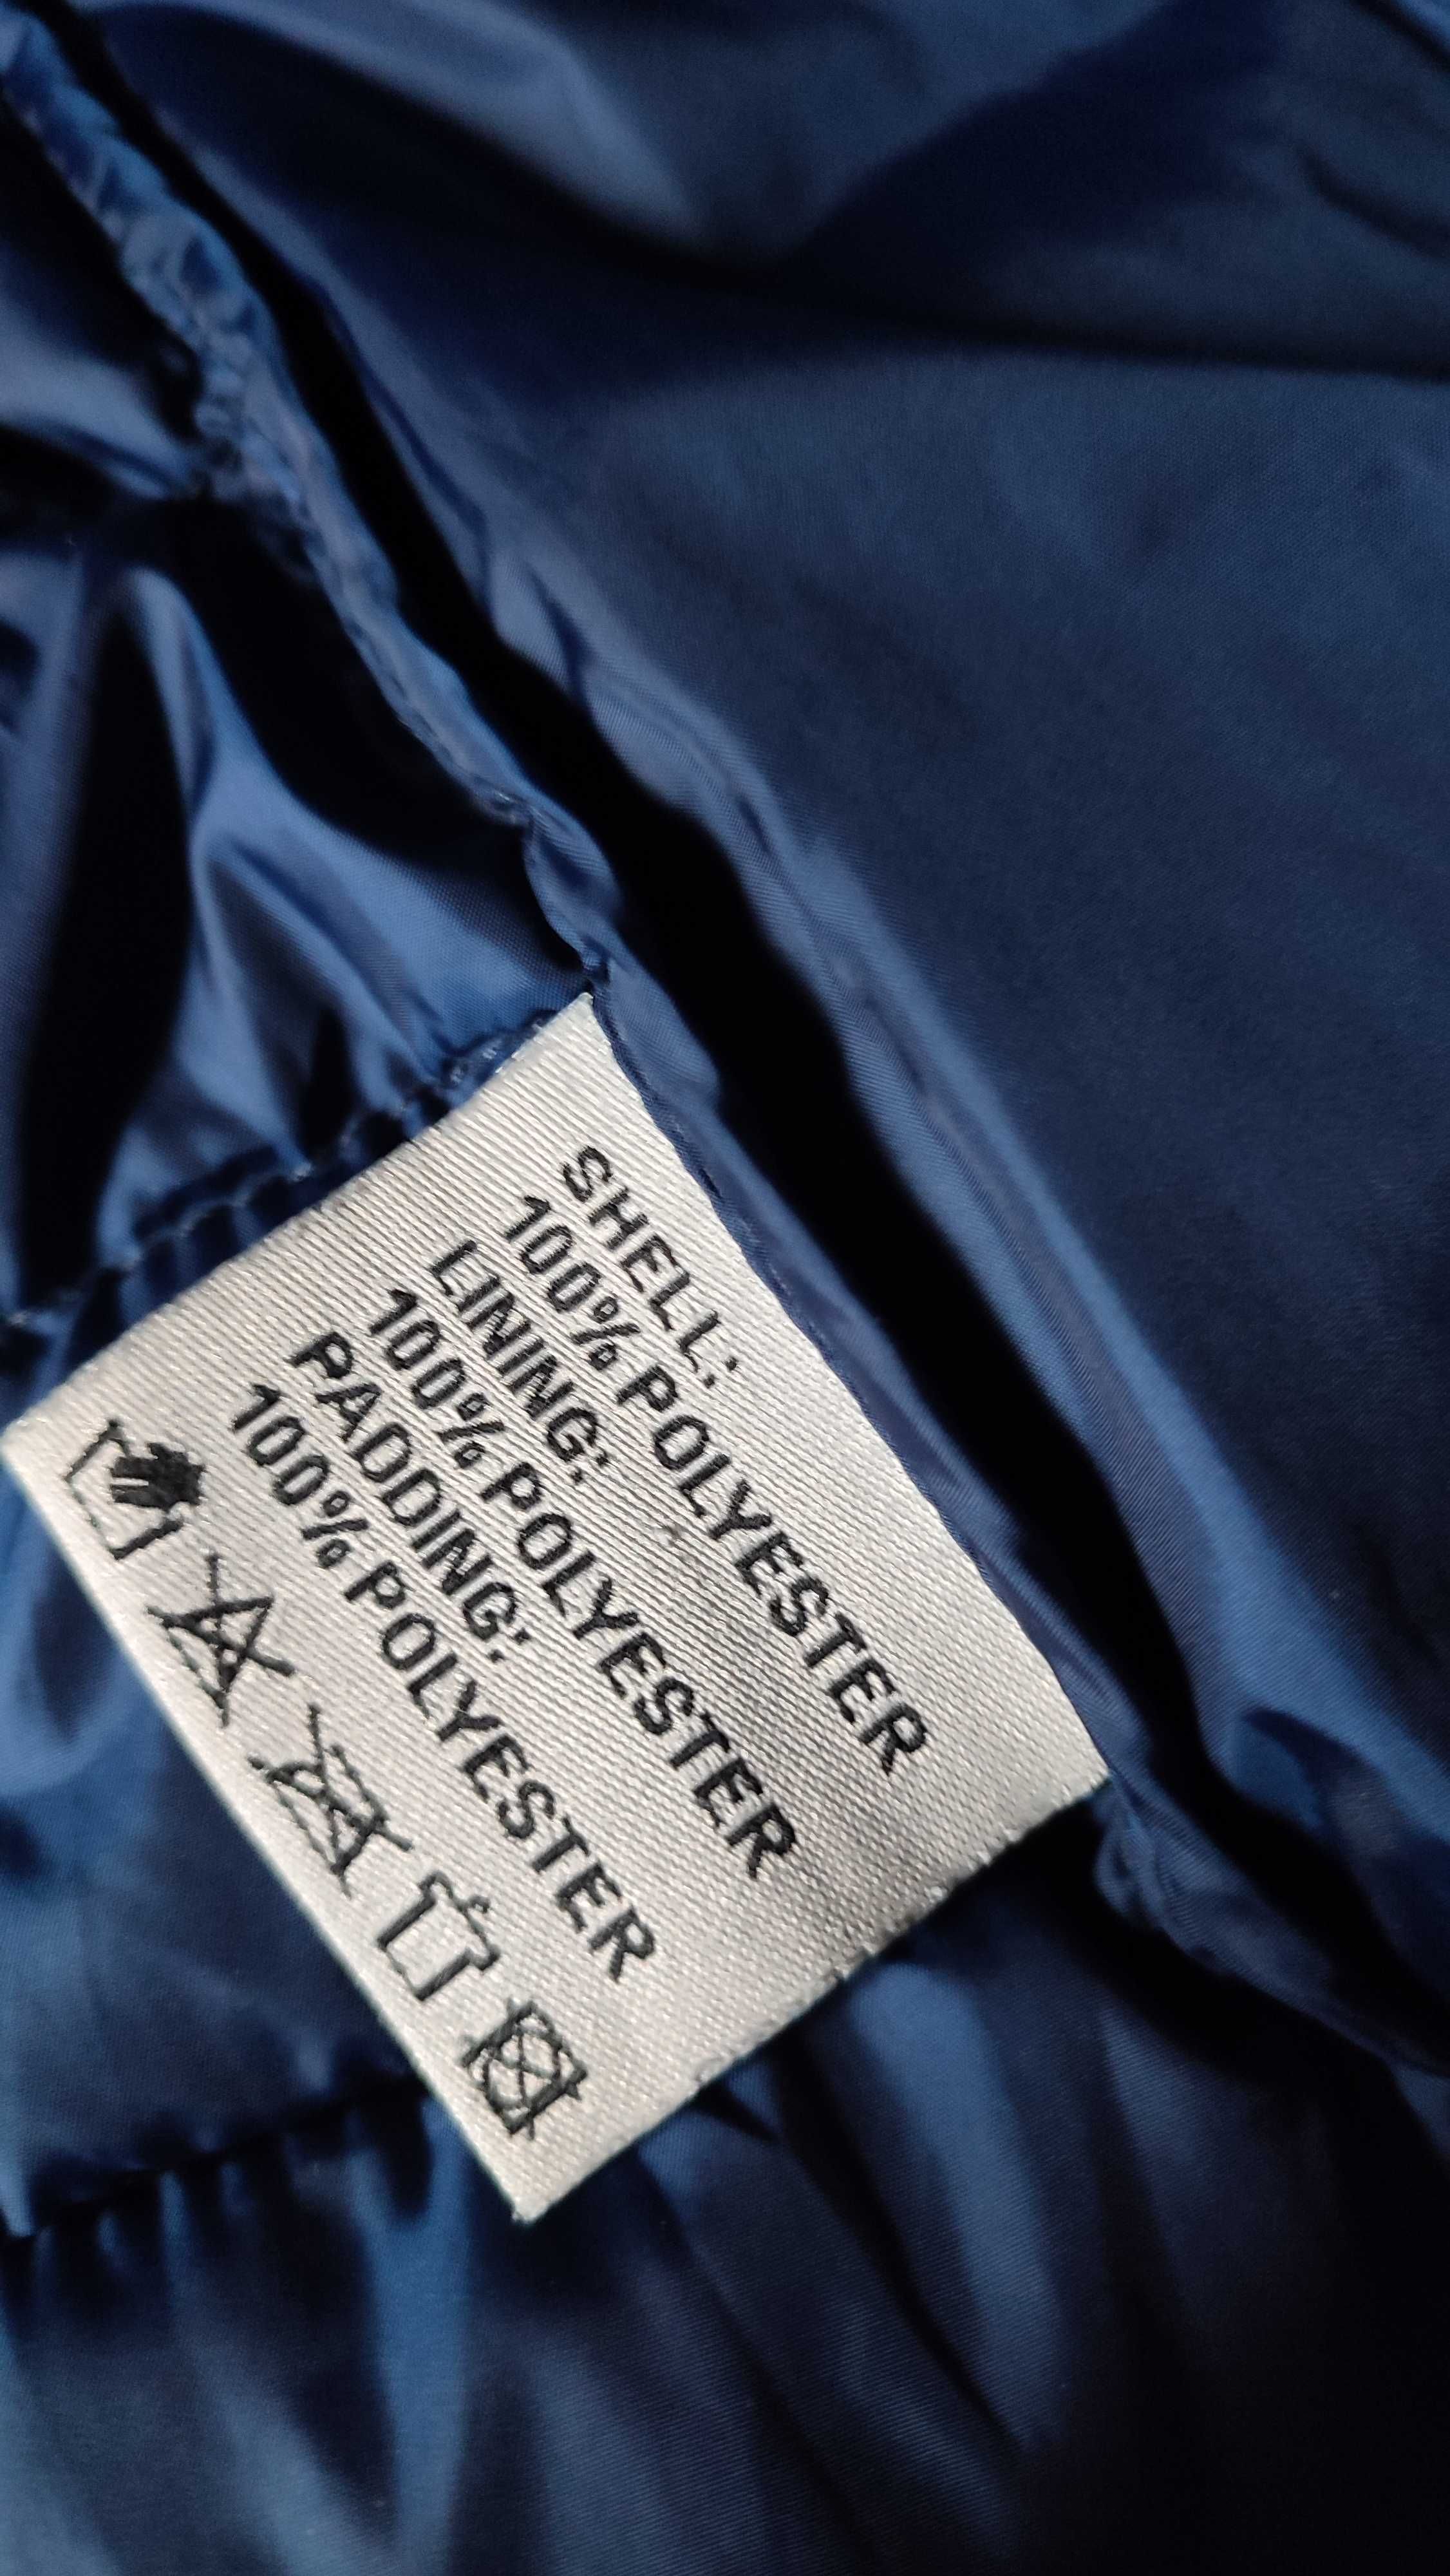 SHELL:
100% POLYESTER
LINING:
100% POLYESTER
PADDING:
100% POLYESTER